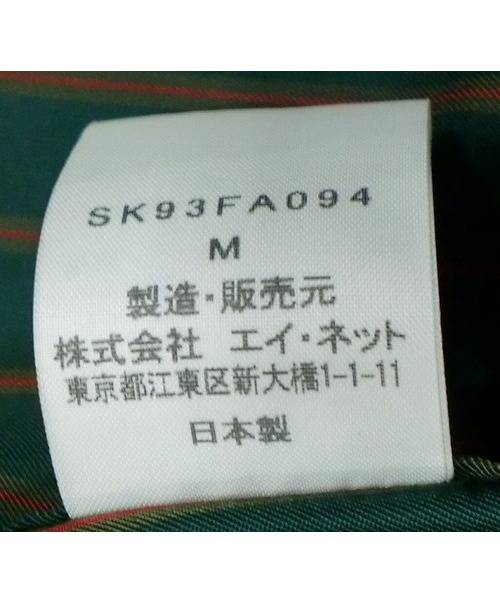 SK93FA094
M
製造・販売元
株式会社 エイ・ネット
東京都江東区新大橋1-1-11
日本製